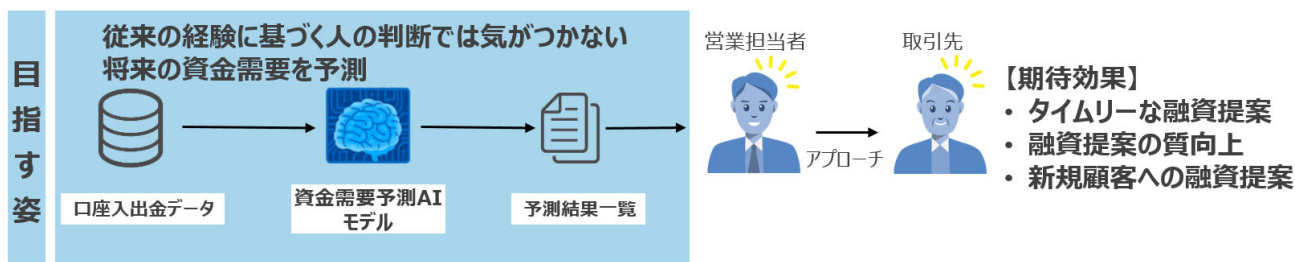 目指す姿
従来の経験に基づく人の判断では気がつかない
将来の資金需要を予測
口座入出金データ
資金需要予測AI
モデル
予測結果一覧
営業担当者
アプローチ
取引先
【期待効果】
・ タイムリーな融資提案
・ 融資提案の質向上
・ 新規顧客への融資提案